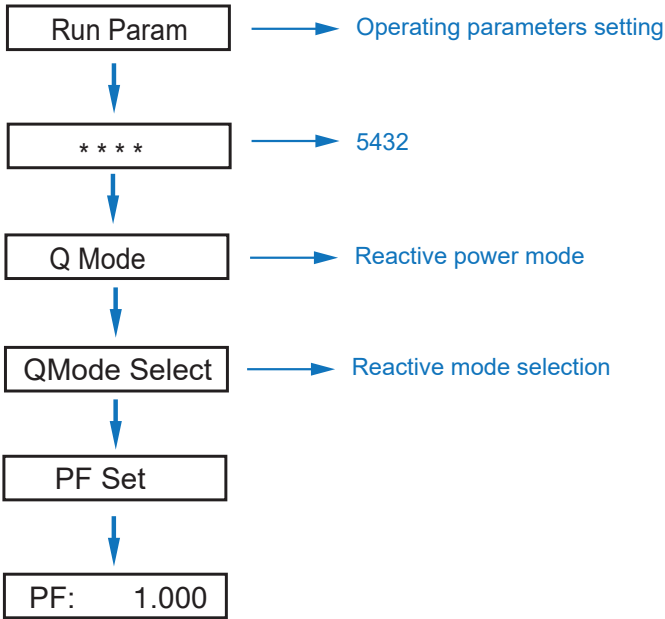 Run Param
Operating parameters setting
* * * *
5432
Q Mode
Reactive power mode
QMode Select
Reactive mode selection
PF Set
PF: 1.000